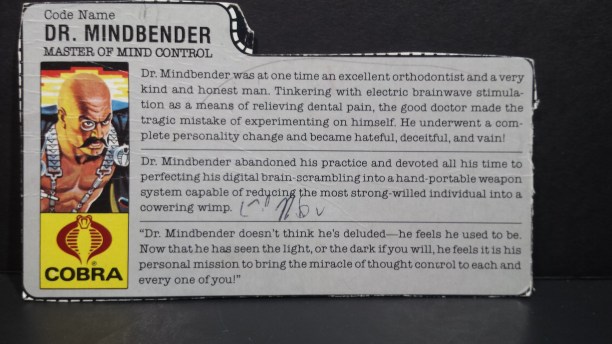 Code Name
DR. MINDBENDER
MASTER OF MIND CONTROL
Dr. Mindbender was at one time an excellent orthodontist and a very
kind and honest man. Tinkering with electric brainwave stimula-
tion as a means of relieving dental pain, the good doctor made the
tragic mistake of experimenting on himself. He underwent a com-
plete personality change and became hateful, deceitful, and vain!
Dr. Mindbender abandoned his practice and devoted all his time to
perfecting his digital brain-scrambling into a hand-portable weapon
system capable of reducing the most strong-willed individual into a
cowering wimp.
"Dr. Mindbender doesn't think he's deluded—he feels he used to be.
Now that he has seen the light, or the dark if you will, he feels it is his
personal mission to bring the miracle of thought control to each and
every one of you!"
COBRA